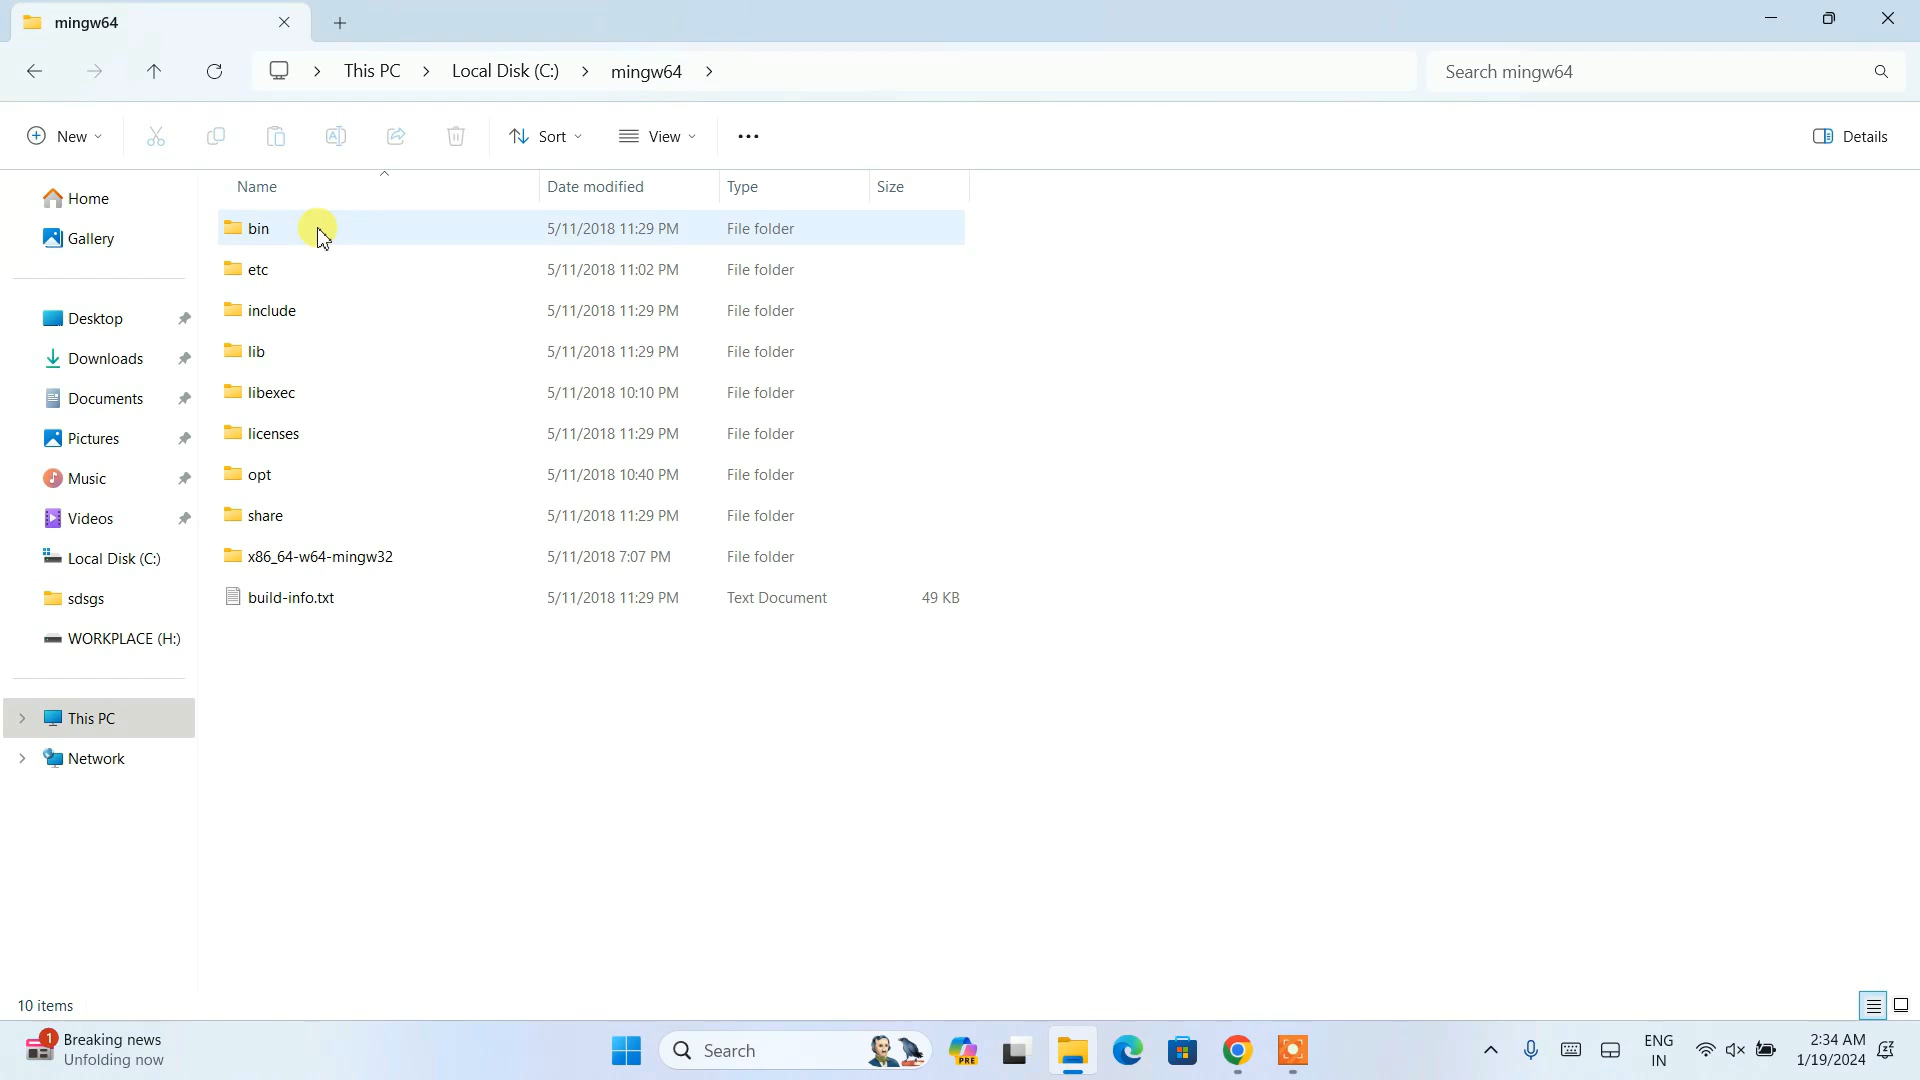 mingw64
This PC
Local Disk (C:)
mingw64
Search mingw64
New
Sort
View
Details
Name
Date modified
Type
Size
Home
Gallery
Desktop
Downloads
Documents
Pictures
Music
Videos
Local Disk (C:)
sdsgs
WORKPLACE (H:)
This PC
Network
bin 5/11/2018 11:29 PM File folder
etc 5/11/2018 11:02 PM File folder
include 5/11/2018 11:29 PM File folder
lib 5/11/2018 11:29 PM File folder
libexec 5/11/2018 10:10 PM File folder
licenses 5/11/2018 11:29 PM File folder
opt 5/11/2018 10:40 PM File folder
share 5/11/2018 11:29 PM File folder
x86_64-w64-mingw32 5/11/2018 7:07 PM File folder
build-info.txt 5/11/2018 11:29 PM Text Document 49 KB
10 items
1
Breaking news
Unfolding now
Search
PRE
ENG
IN
2:34 AM
1/19/2024